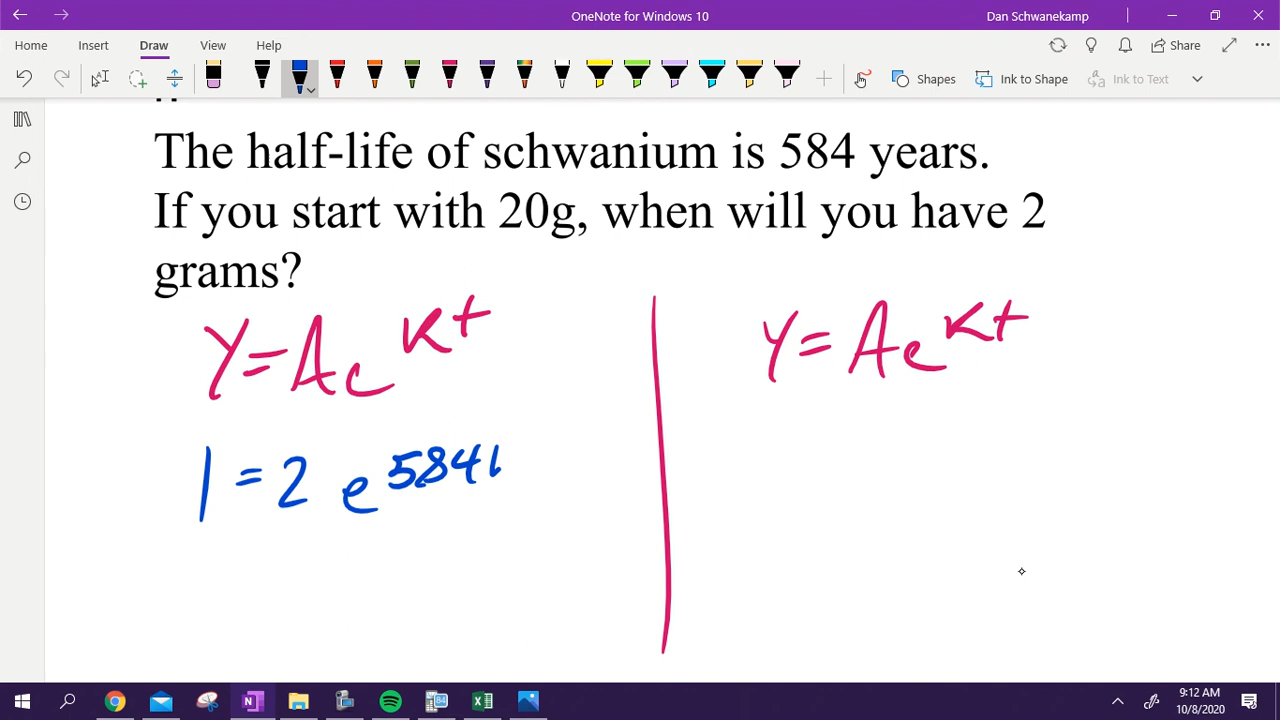 OneNote for Windows 10
Dan Schwanekamp
Home Insert Draw View Help
Share
Shapes
Ink to Shape
Ink to Text
The half-life of schwanium is 584 years.
If you start with 20g, when will you have 2
grams?
Y=Ae^Kt
Y=Ae^Kt
1=2 e^584
9:12 AM
10/8/2020